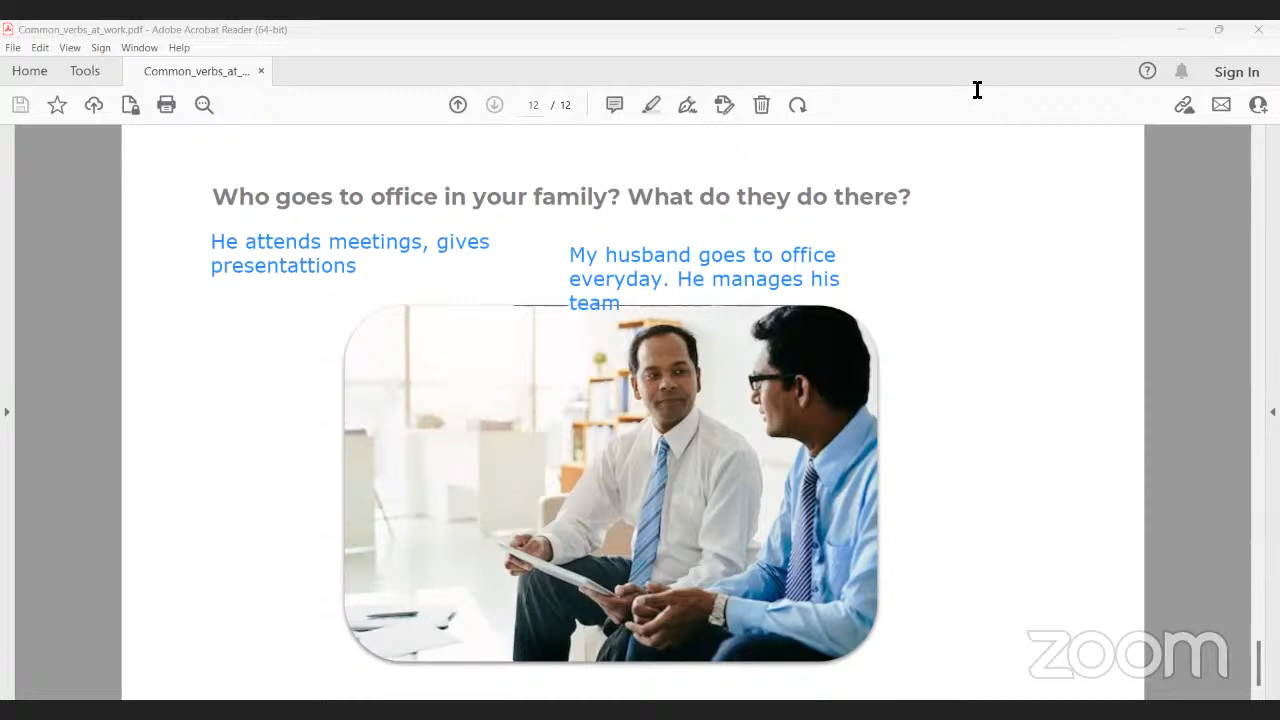 Common_verbs_at_work.pdf - Adobe Acrobat Reader (64-bit)
File Edit View Sign Window Help
Home Tools Common_verbs_at_... × Sign In
12 / 12
Who goes to office in your family? What do they do there?
He attends meetings, gives
presentattions
My husband goes to office
everyday. He manages his
team
zoom